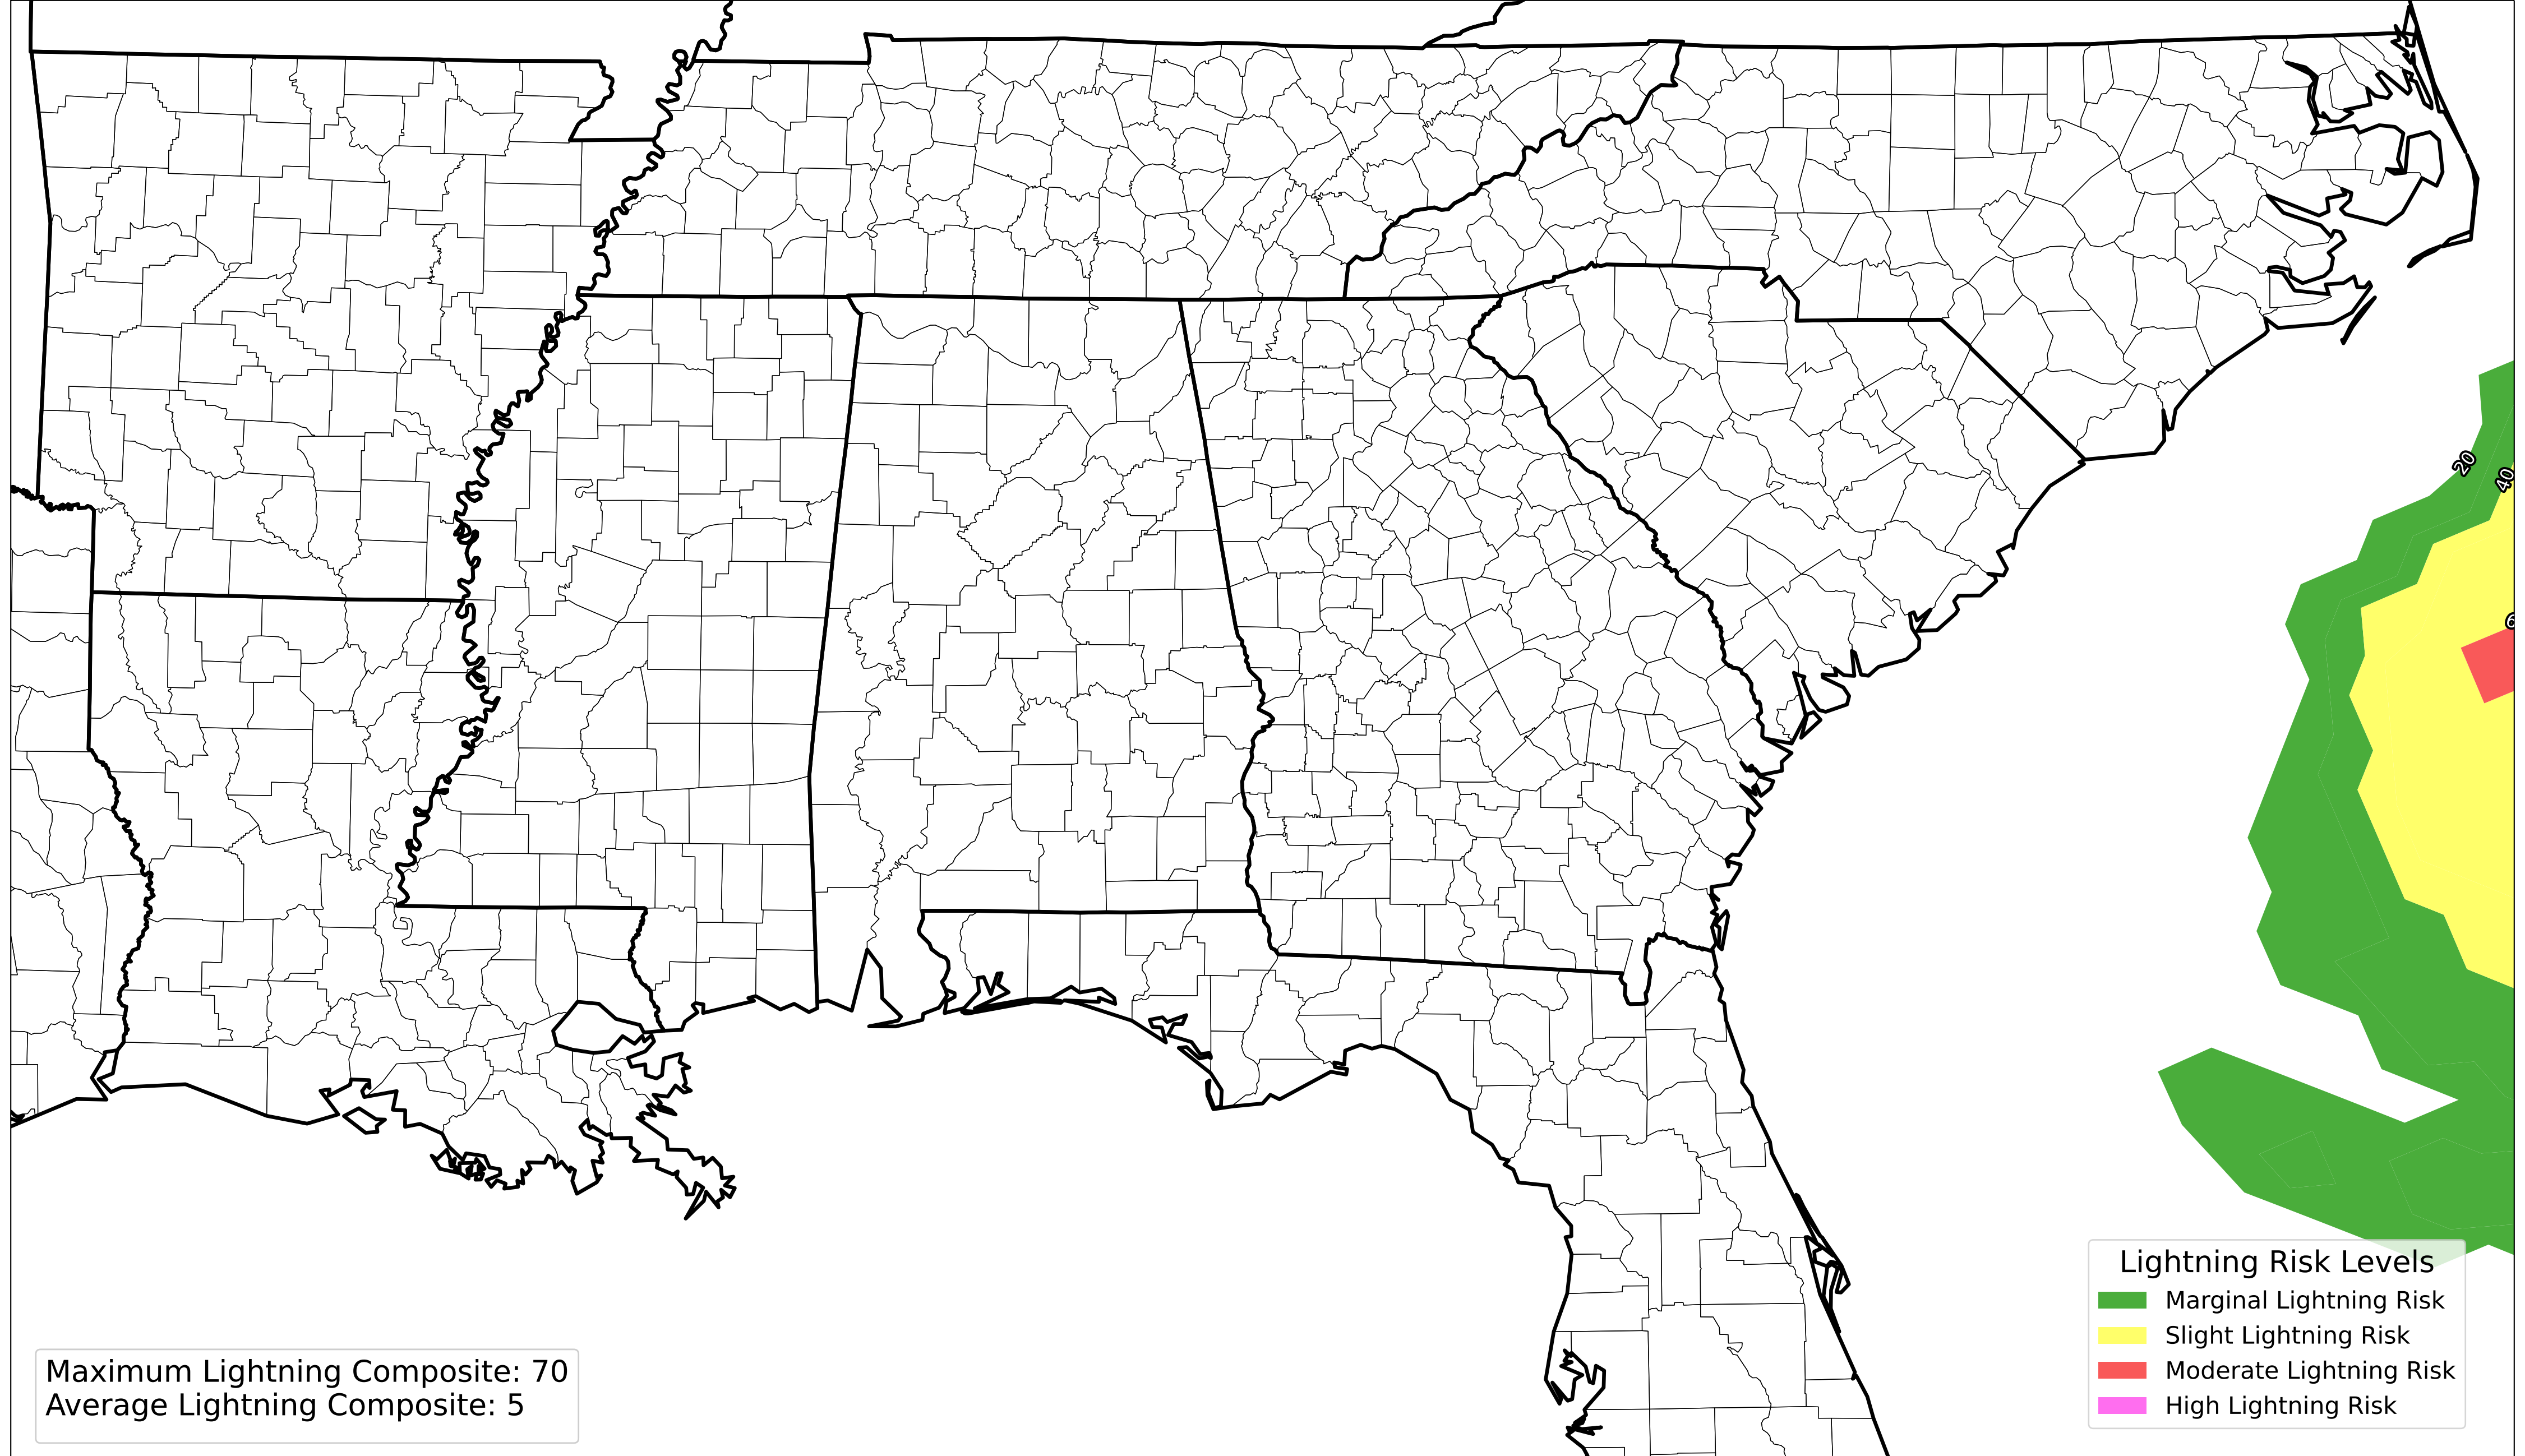 20
40
6
Lightning Risk Levels
Marginal Lightning Risk
Slight Lightning Risk
Moderate Lightning Risk
High Lightning Risk
Maximum Lightning Composite: 70
Average Lightning Composite: 5